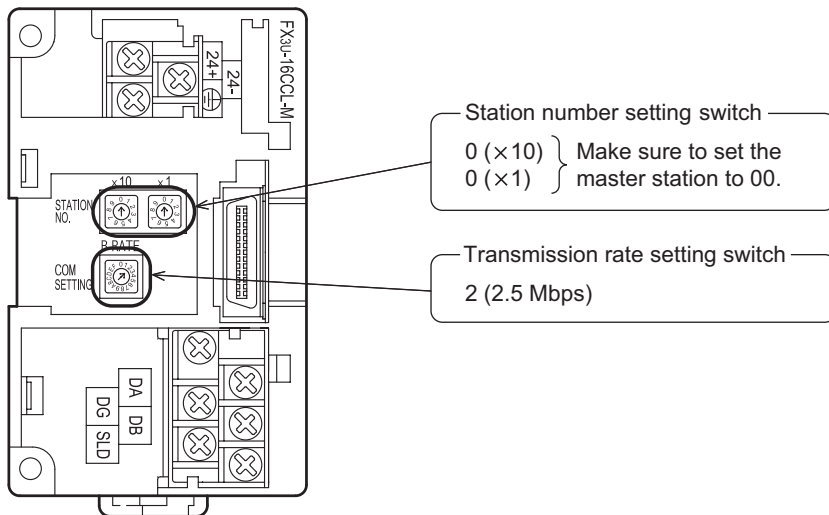 FX3U-16CCL-M
24+
24-
×10 ×1
STATION
NO.
B RATE
COM
SETTING
DA
DG
DB
SLD
Station number setting switch
0 (×10)
0 (×1)
Make sure to set the
master station to 00.
Transmission rate setting switch
2 (2.5 Mbps)